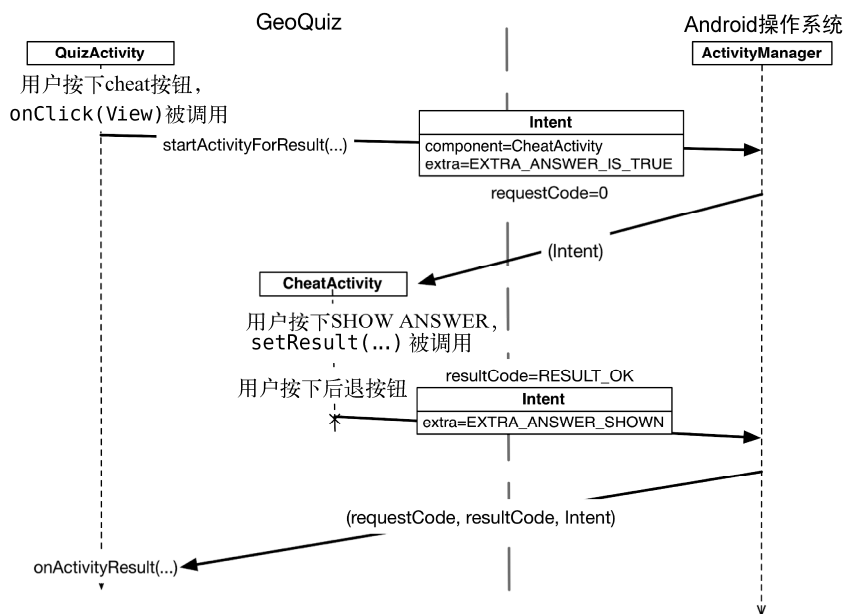 GeoQuiz
Android操作系统
QuizActivity
ActivityManager
用户按下cheat按钮，
onClick(View)被调用
startActivityForResult(...)
Intent
component=CheatActivity
extra=EXTRA_ANSWER_IS_TRUE
requestCode=0
(Intent)
CheatActivity
用户按下SHOW ANSWER，
setResult(...) 被调用
用户按下后退按钮
resultCode=RESULT_OK
Intent
extra=EXTRA_ANSWER_SHOWN
(requestCode, resultCode, Intent)
onActivityResult(...)